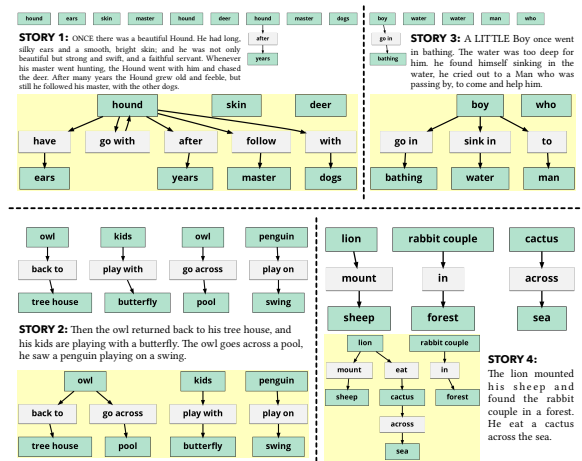 hound ears skin master hound deer hound master dogs
after
years
STORY 1: ONCE there was a beautiful Hound. He had long,
silky ears and a smooth, bright skin; and he was not only
beautiful but strong and swift, and a faithful servant. Whenever
his master went hunting, the Hound went with him and chased
the deer. After many years the Hound grew old and feeble, but
still he followed his master, with the other dogs.
hound skin deer
have go with after follow with
ears years master dogs
boy water water man who
go in
bathing
STORY 3: A LITTLE Boy once went
in bathing. The water was too deep for
him. he found himself sinking in the
water, he cried out to a Man who was
passing by, to come and help him.
boy who
go in sink in to
bathing water man
owl kids owl penguin
back to play with go across play on
tree house butterfly pool swing
STORY 2: Then the owl returned back to his tree house, and
his kids are playing with a butterfly. The owl goes across a pool,
he saw a penguin playing on a swing.
owl kids penguin
back to go across play with play on
tree house pool butterfly swing
lion rabbit couple cactus
mount in across
sheep forest sea
lion rabbit couple
mount eat in
sheep cactus forest
across
sea
STORY 4:
The lion mounted
his sheep and
found the rabbit
couple in a forest.
He eat a cactus
across the sea.